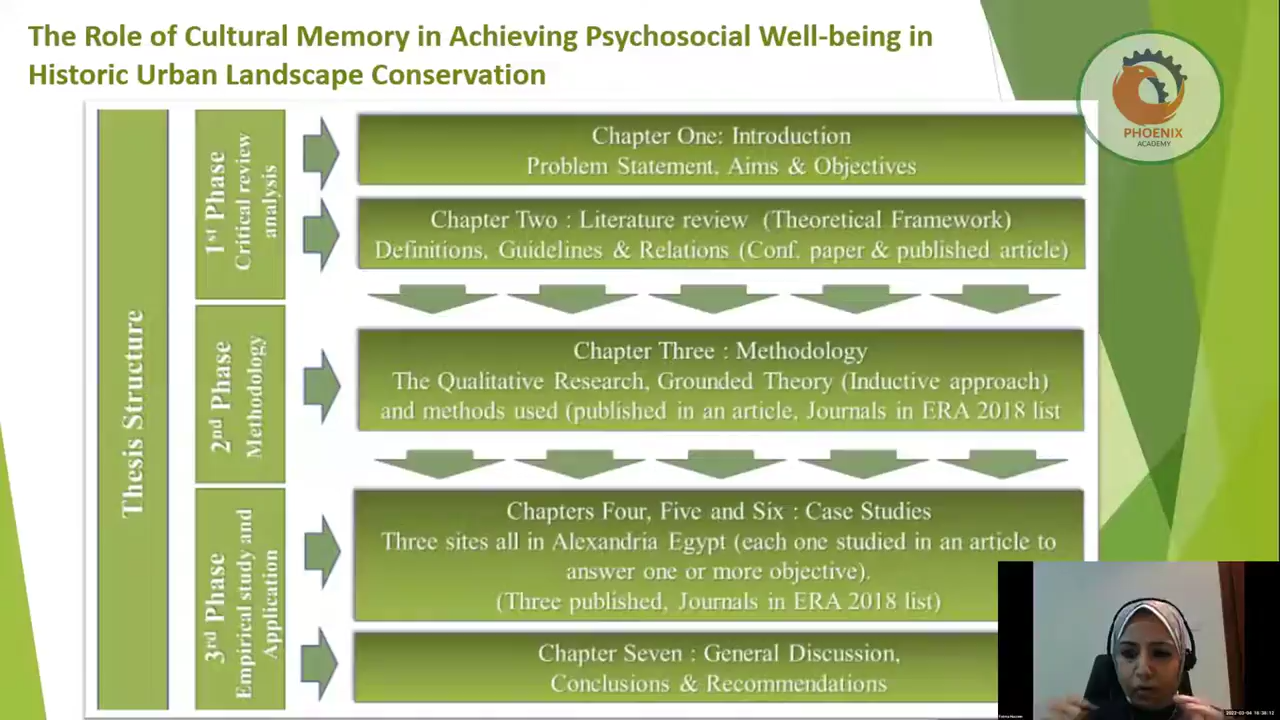 The Role of Cultural Memory in Achieving Psychosocial Well-being in
Historic Urban Landscape Conservation
PHOENIX
ACADEMY
Thesis Structure
1st Phase
Critical review
analysis
Chapter One: Introduction
Problem Statement, Aims & Objectives
Chapter Two : Literature review (Theoretical Framework)
Definitions, Guidelines & Relations (Conf. paper & published article)
2nd Phase
Methodology
Chapter Three : Methodology
The Qualitative Research, Grounded Theory (Inductive approach)
and methods used (published in an article, Journals in ERA 2018 list
3rd Phase
Empirical study and
Application
Chapters Four, Five and Six : Case Studies
Three sites all in Alexandria Egypt (each one studied in an article to
answer one or more objective).
(Three published, Journals in ERA 2018 list)
Chapter Seven : General Discussion,
Conclusions & Recommendations